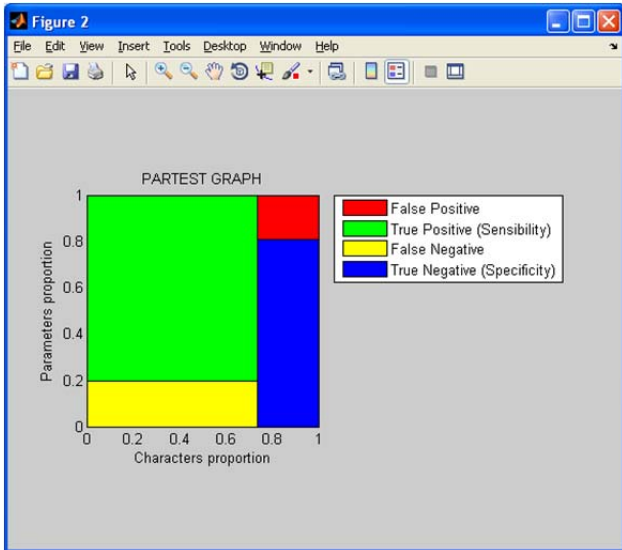 Figure 2
File Edit View Insert Tools Desktop Window Help
PARTEST GRAPH
Parameters proportion
1
0.8
0.6
0.4
0.2
0
0 0.2 0.4 0.6 0.8 1
Characters proportion
False Positive
True Positive (Sensibility)
False Negative
True Negative (Specificity)